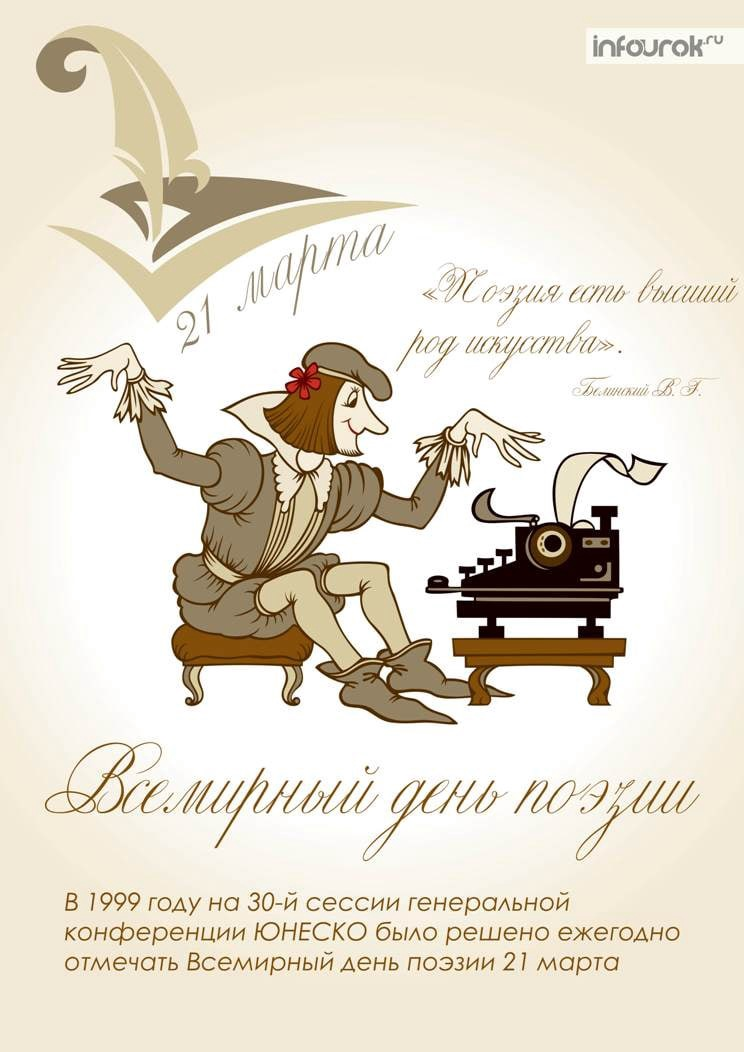 infourok.ru
21 марта
«Поэзия есть высший
род искусства».
Белинский В. Г.
Всемирный день поэзии
В 1999 году на 30-й сессии генеральной
конференции ЮНЕСКО было решено ежегодно
отмечать Всемирный день поэзии 21 марта